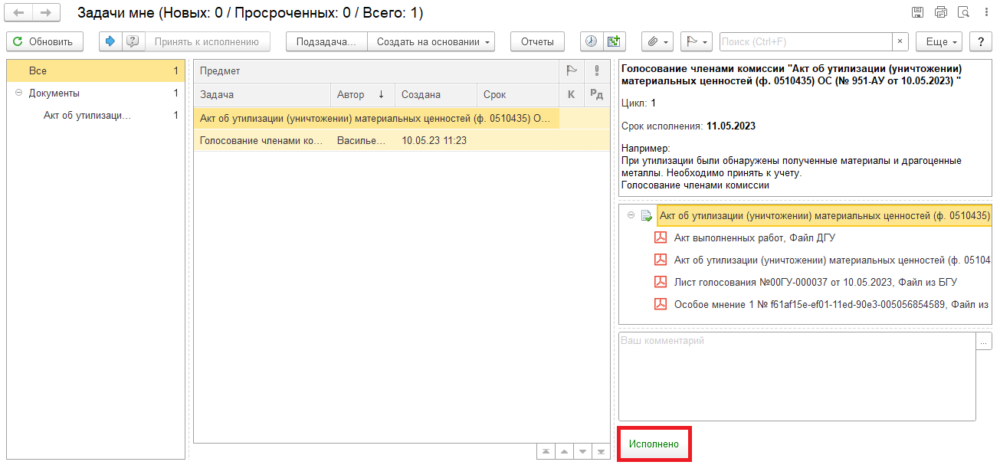 Задачи мне (Новых: 0 / Просроченных: 0 / Всего: 1)
Обновить
Принять к исполнению
Подзадача...
Создать на основании
Отчеты
Поиск (Ctrl+F)
×
Еще
?
Все 1
Документы 1
Акт об утилизаци... 1
Предмет
Задача Автор ↓ Создана Срок К Рд
Акт об утилизации (уничтожении) материальных ценностей (ф. 0510435) О...
Голосование членами ко... Василье... 10.05.23 11:23
Голосование членами комиссии "Акт об утилизации (уничтожении)
материальных ценностей (ф. 0510435) ОС (№ 951-АУ от 10.05.2023) "
Цикл: 1
Срок исполнения: 11.05.2023
Например:
При утилизации были обнаружены полученные материалы и драгоценные
металлы. Необходимо принять к учету.
Голосование членами комиссии
Акт об утилизации (уничтожении) материальных ценностей (ф. 0510435)
Акт выполненных работ, Файл ДГУ
Акт об утилизации (уничтожении) материальных ценностей (ф. 05104
Лист голосования №00ГУ-000037 от 10.05.2023, Файл из БГУ
Особое мнение 1 № f61af15e-ef01-11ed-90e3-005056854589, Файл из
Ваш комментарий
...
Исполнено